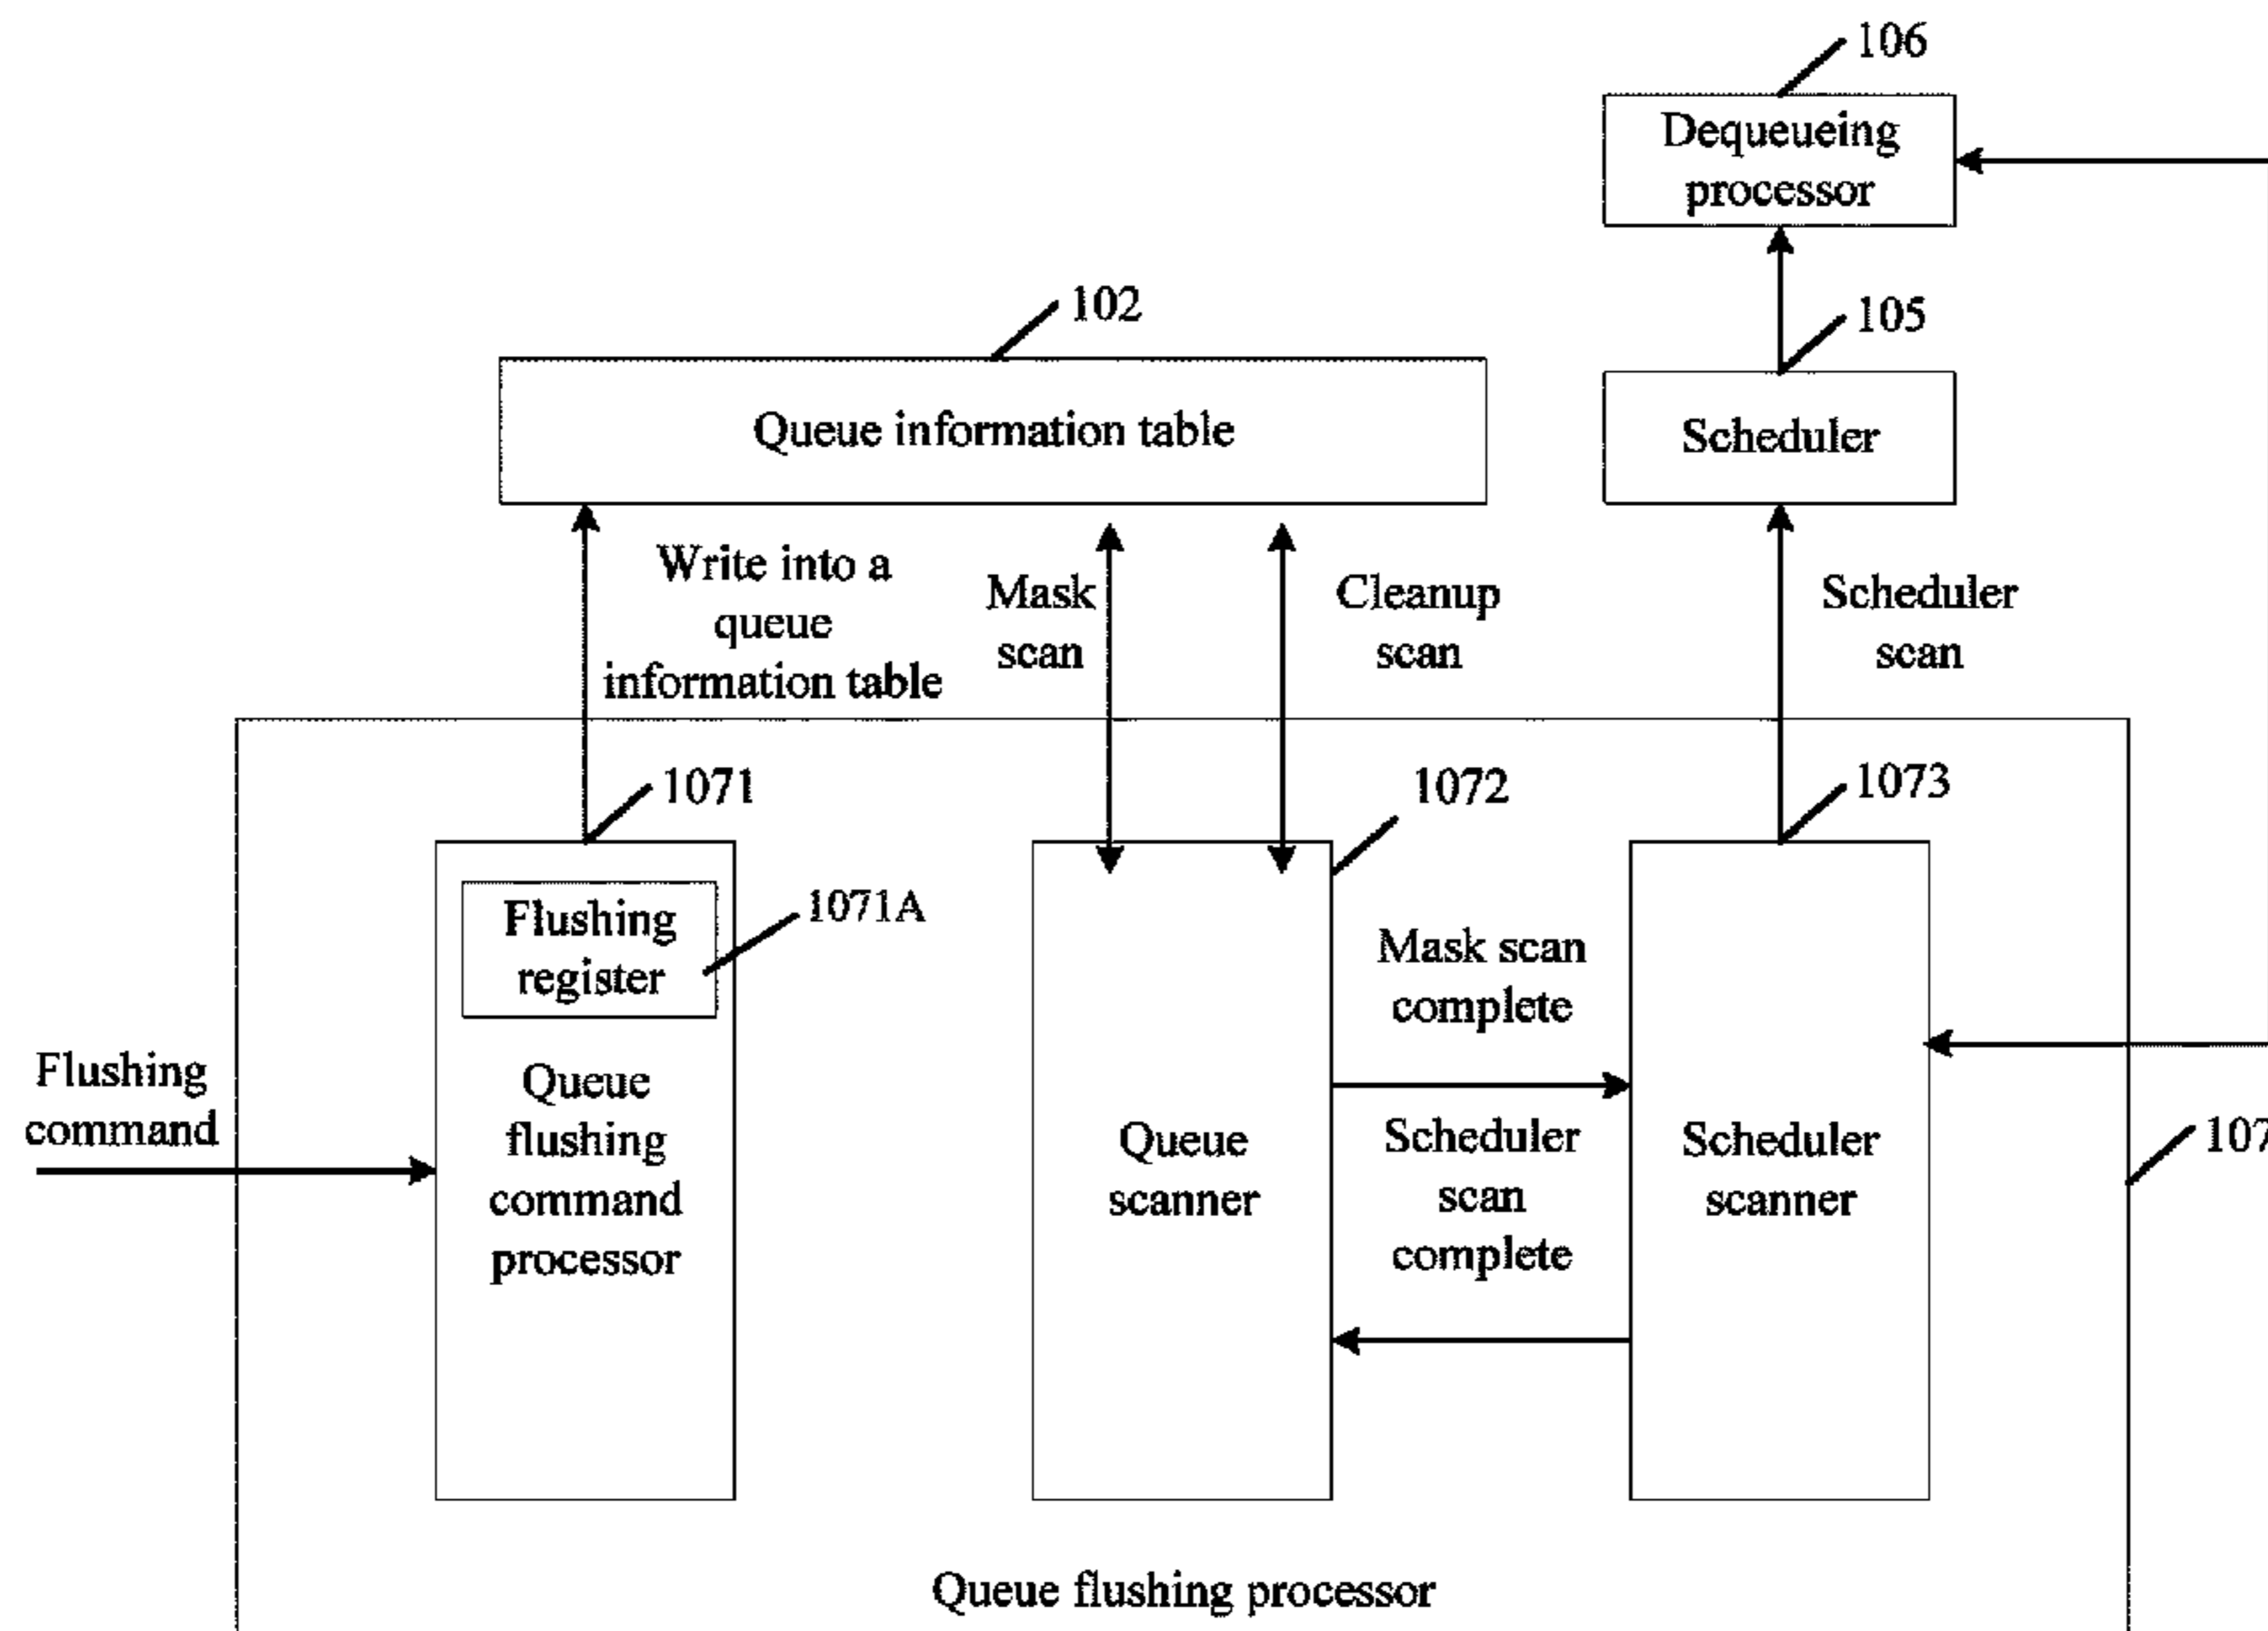 106
Dequeueing
processor
102
105
Queue information table
Scheduler
Write into a
queue
information table
Mask
scan
Cleanup
scan
Scheduler
scan
1071
1072
1073
Flushing
register
1071A
Mask scan
complete
Flushing
command
Queue
flushing
command
processor
Queue
scanner
Scheduler
scan
complete
Scheduler
scanner
107
Queue flushing processor